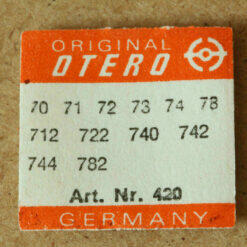 ORIGINAL
OTERO
70 71 72 73 74 78
712 722 740 742
744 782
Art. Nr. 420
GERMANY